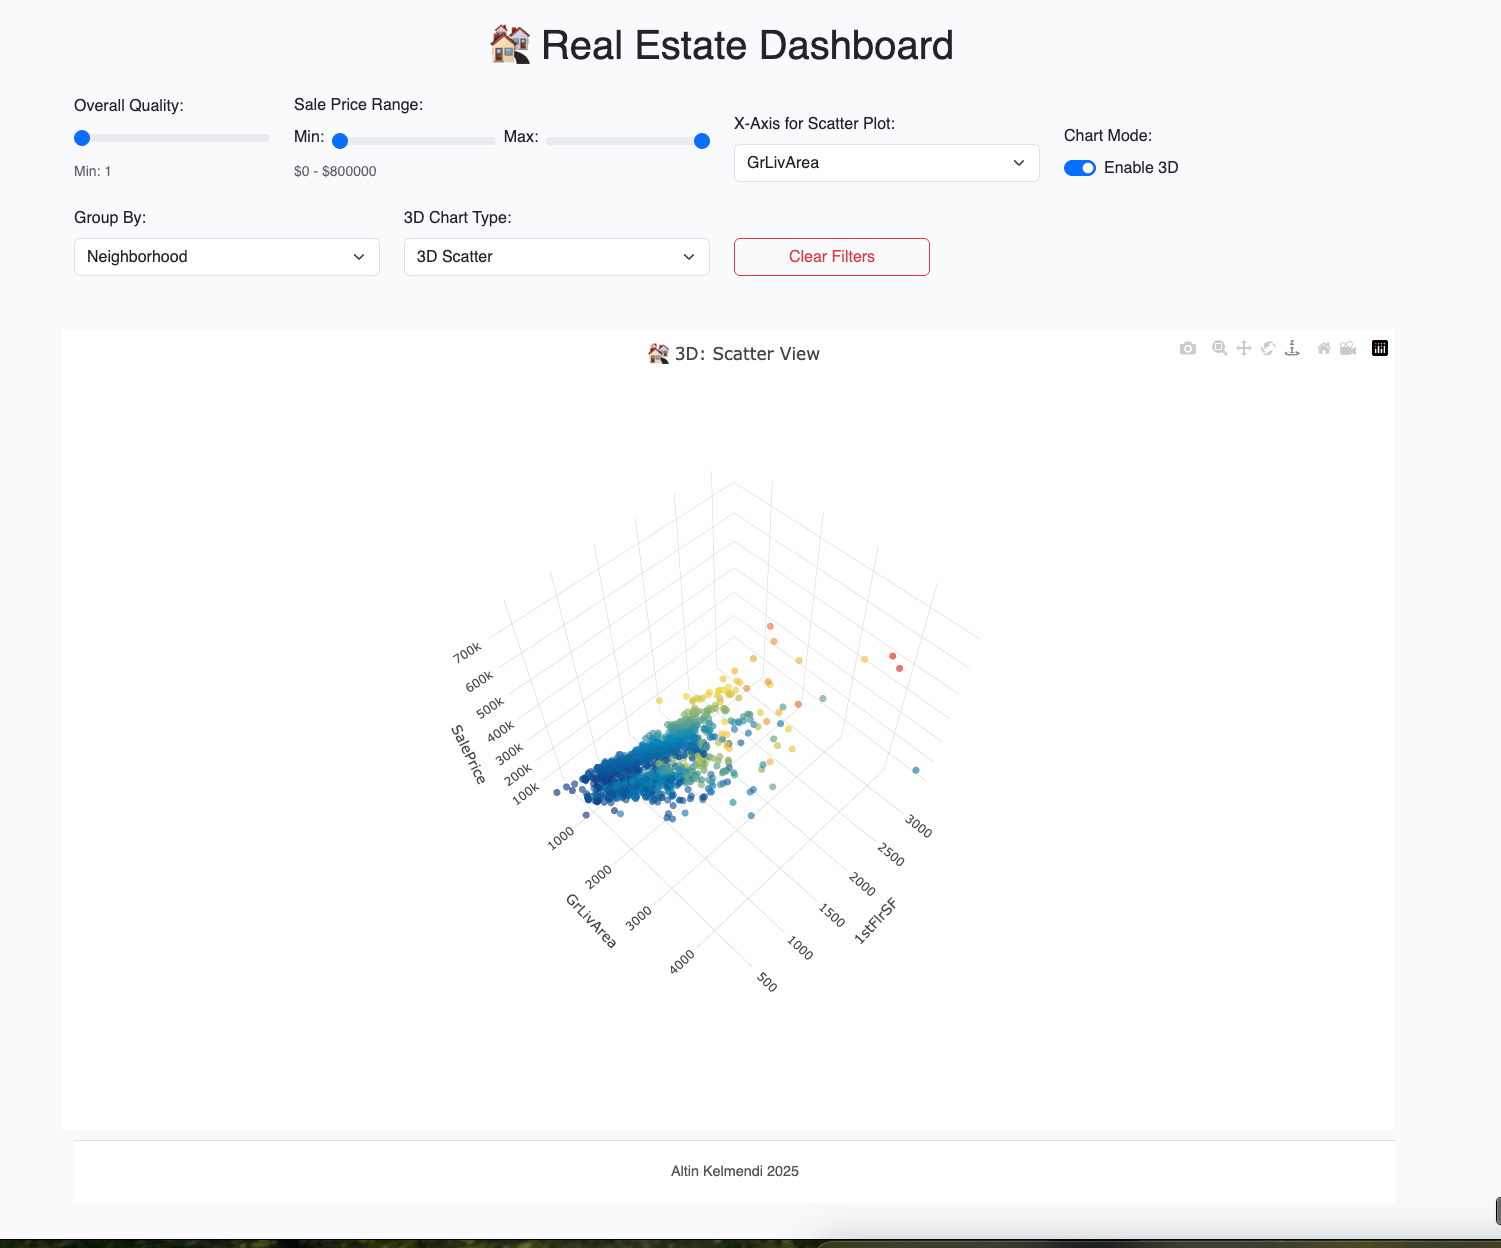 Real Estate Dashboard
Overall Quality:
Min: 1
Sale Price Range:
Min:
Max:
$0 - $800000
X-Axis for Scatter Plot:
GrLivArea
Chart Mode:
Enable 3D
Group By:
Neighborhood
3D Chart Type:
3D Scatter
Clear Filters
3D: Scatter View
z
700k
600k
500k
400k
300k
200k
100k
SalePrice
1000
2000
3000
4000
GrLivArea
3000
2500
2000
1500
1000
500
1stFlrSF
Altin Kelmendi 2025